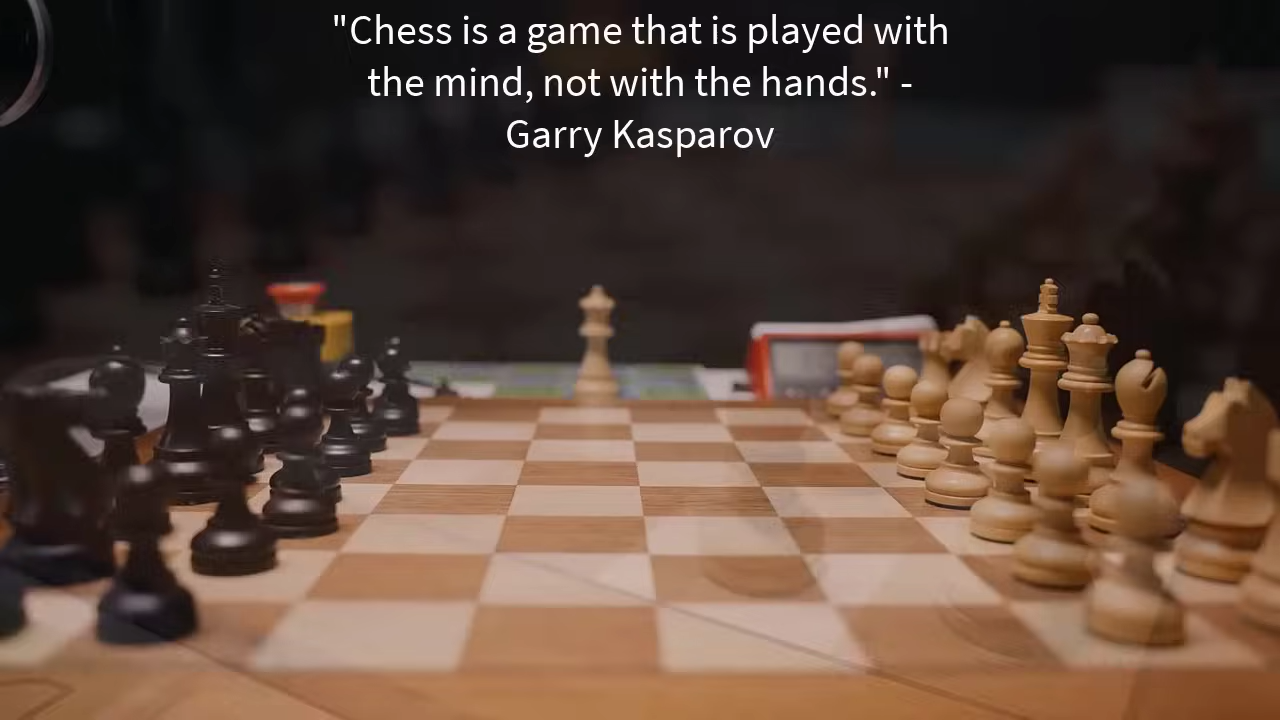 "Chess is a game that is played with
the mind, not with the hands." -
Garry Kasparov